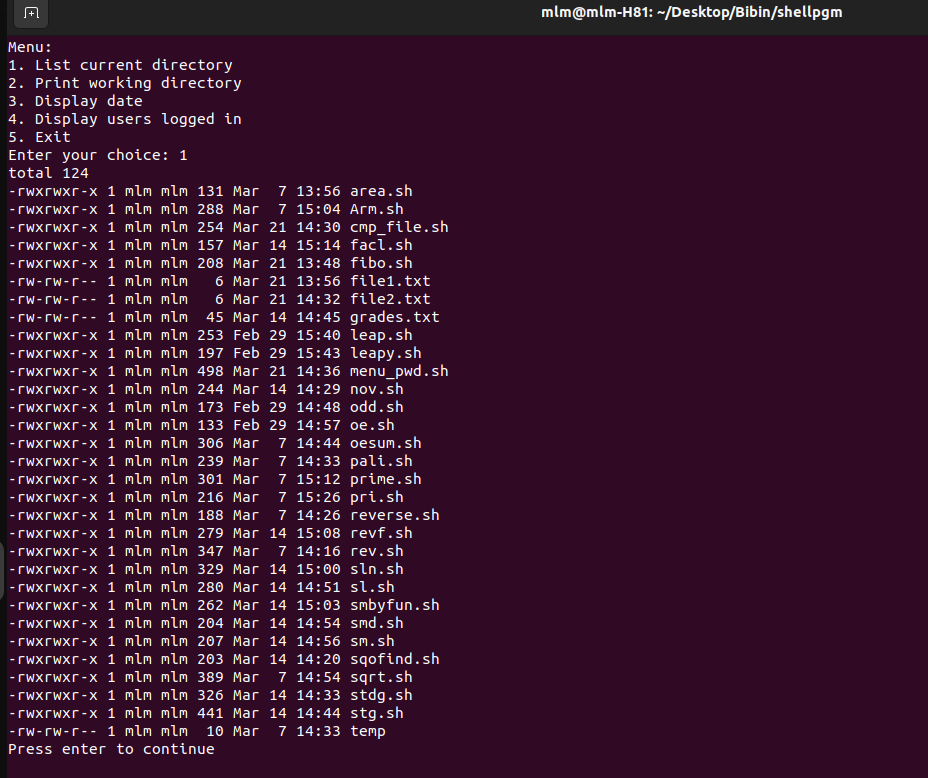 mlm@mlm-H81: ~/Desktop/Bibin/shellpgm
Menu:
1. List current directory
2. Print working directory
3. Display date
4. Display users logged in
5. Exit
Enter your choice: 1
total 124
-rwxrwxr-x 1 mlm mlm 131 Mar  7 13:56 area.sh
-rwxrwxr-x 1 mlm mlm 288 Mar  7 15:04 Arm.sh
-rwxrwxr-x 1 mlm mlm 254 Mar 21 14:30 cmp_file.sh
-rwxrwxr-x 1 mlm mlm 157 Mar 14 15:14 facl.sh
-rwxrwxr-x 1 mlm mlm 208 Mar 21 13:48 fibo.sh
-rw-rw-r-- 1 mlm mlm   6 Mar 21 13:56 file1.txt
-rw-rw-r-- 1 mlm mlm   6 Mar 21 14:32 file2.txt
-rw-rw-r-- 1 mlm mlm  45 Mar 14 14:45 grades.txt
-rwxrwxr-x 1 mlm mlm 253 Feb 29 15:40 leap.sh
-rwxrwxr-x 1 mlm mlm 197 Feb 29 15:43 leapy.sh
-rwxrwxr-x 1 mlm mlm 498 Mar 21 14:36 menu_pwd.sh
-rwxrwxr-x 1 mlm mlm 244 Mar 14 14:29 nov.sh
-rwxrwxr-x 1 mlm mlm 173 Feb 29 14:48 odd.sh
-rwxrwxr-x 1 mlm mlm 133 Feb 29 14:57 oe.sh
-rwxrwxr-x 1 mlm mlm 306 Mar  7 14:44 oesum.sh
-rwxrwxr-x 1 mlm mlm 239 Mar  7 14:33 pali.sh
-rwxrwxr-x 1 mlm mlm 301 Mar  7 15:12 prime.sh
-rwxrwxr-x 1 mlm mlm 216 Mar  7 15:26 pri.sh
-rwxrwxr-x 1 mlm mlm 188 Mar  7 14:26 reverse.sh
-rwxrwxr-x 1 mlm mlm 279 Mar 14 15:08 revf.sh
-rwxrwxr-x 1 mlm mlm 347 Mar  7 14:16 rev.sh
-rwxrwxr-x 1 mlm mlm 329 Mar 14 15:00 sln.sh
-rwxrwxr-x 1 mlm mlm 280 Mar 14 14:51 sl.sh
-rwxrwxr-x 1 mlm mlm 262 Mar 14 15:03 smbyfun.sh
-rwxrwxr-x 1 mlm mlm 204 Mar 14 14:54 smd.sh
-rwxrwxr-x 1 mlm mlm 207 Mar 14 14:56 sm.sh
-rwxrwxr-x 1 mlm mlm 203 Mar 14 14:20 sqofind.sh
-rwxrwxr-x 1 mlm mlm 389 Mar  7 14:54 sqrt.sh
-rwxrwxr-x 1 mlm mlm 326 Mar 14 14:33 stdg.sh
-rwxrwxr-x 1 mlm mlm 441 Mar 14 14:44 stg.sh
-rw-rw-r-- 1 mlm mlm  10 Mar  7 14:33 temp
Press enter to continue